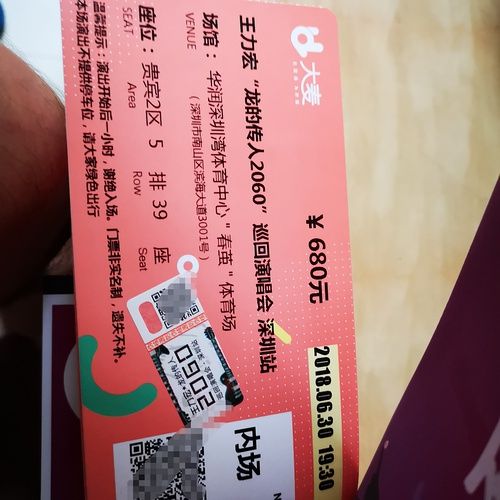 大麦
¥ 680元
2018.06.30 19:30
王力宏“龙的传人2060”巡回演唱会 深圳站
场馆：华润深圳湾体育中心"春茧"体育场
VENUE
（深圳市南山区滨海大道3001号）
座位：贵宾2区 5 排 39 座
SEAT Area Row Seat
内场
2060
温馨提示：演出开始后一小时，谢绝入场。门票非实名制，遗失不补。
本场演出不提供停车位，请大家绿色出行